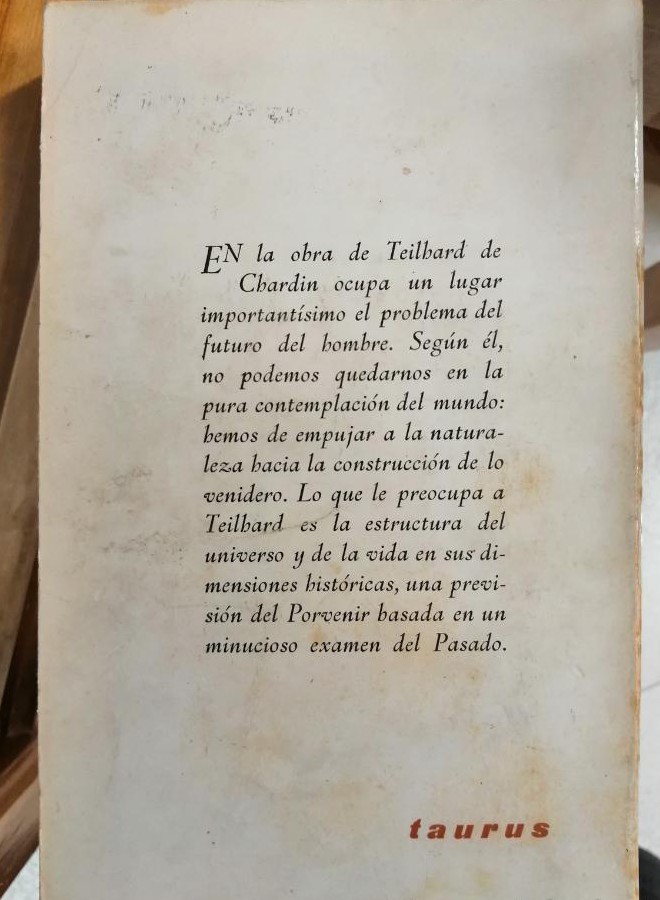 EN la obra de Teilhard de
Chardin ocupa un lugar
importantísimo el problema del
futuro del hombre. Según él,
no podemos quedarnos en la
pura contemplación del mundo:
hemos de empujar a la natura-
leza hacia la construcción de lo
venidero. Lo que le preocupa a
Teilhard es la estructura del
universo y de la vida en sus di-
mensiones históricas, una previ-
sión del Porvenir basada en un
minucioso examen del Pasado.
taurus